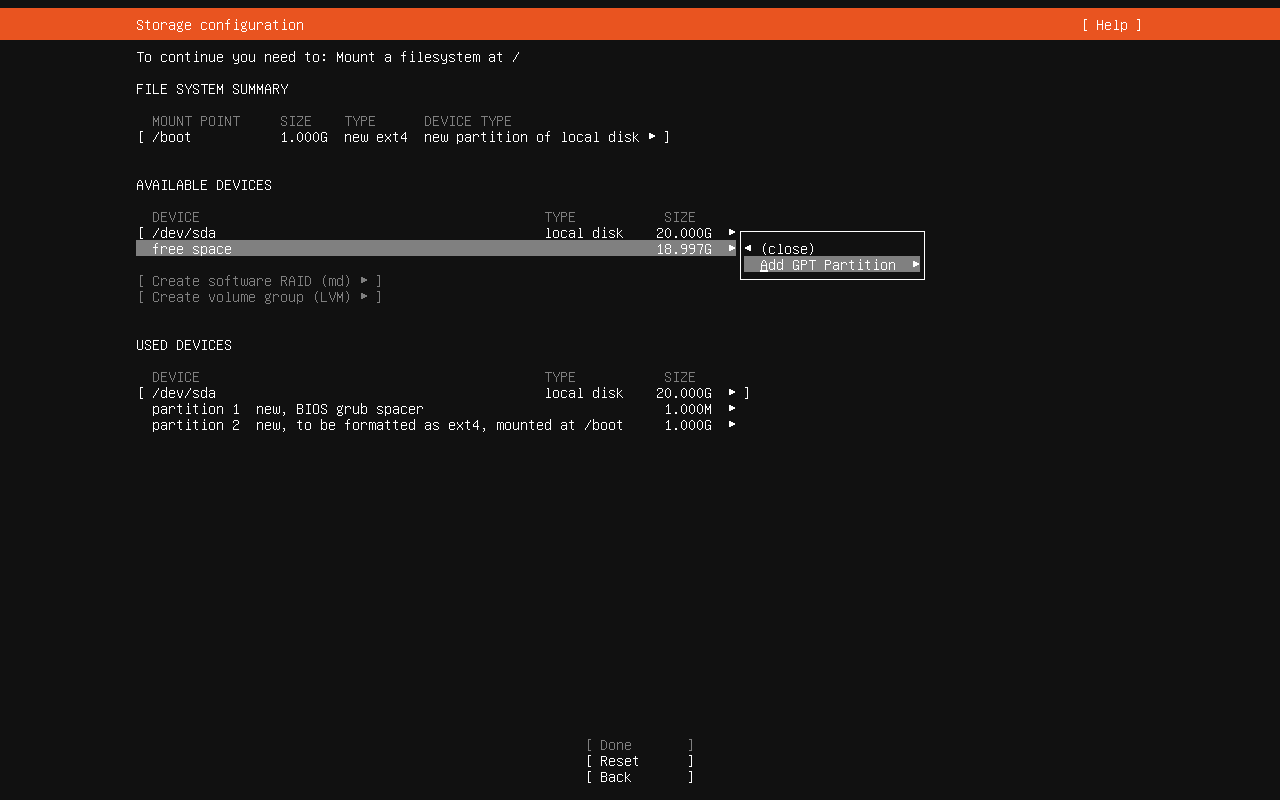 Storage configuration [ Help ]
To continue you need to: Mount a filesystem at /
FILE SYSTEM SUMMARY
MOUNT POINT SIZE TYPE DEVICE TYPE
[ /boot 1.000G new ext4 new partition of local disk ▸ ]
AVAILABLE DEVICES
DEVICE TYPE SIZE
[ /dev/sda local disk 20.000G ▸
free space 18.997G ▸
◂ (close)
Add GPT Partition ▸
[ Create software RAID (md) ▸ ]
[ Create volume group (LVM) ▸ ]
USED DEVICES
DEVICE TYPE SIZE
[ /dev/sda local disk 20.000G ▸ ]
partition 1 new, BIOS grub spacer 1.000M ▸
partition 2 new, to be formatted as ext4, mounted at /boot 1.000G ▸
[ Done ]
[ Reset ]
[ Back ]